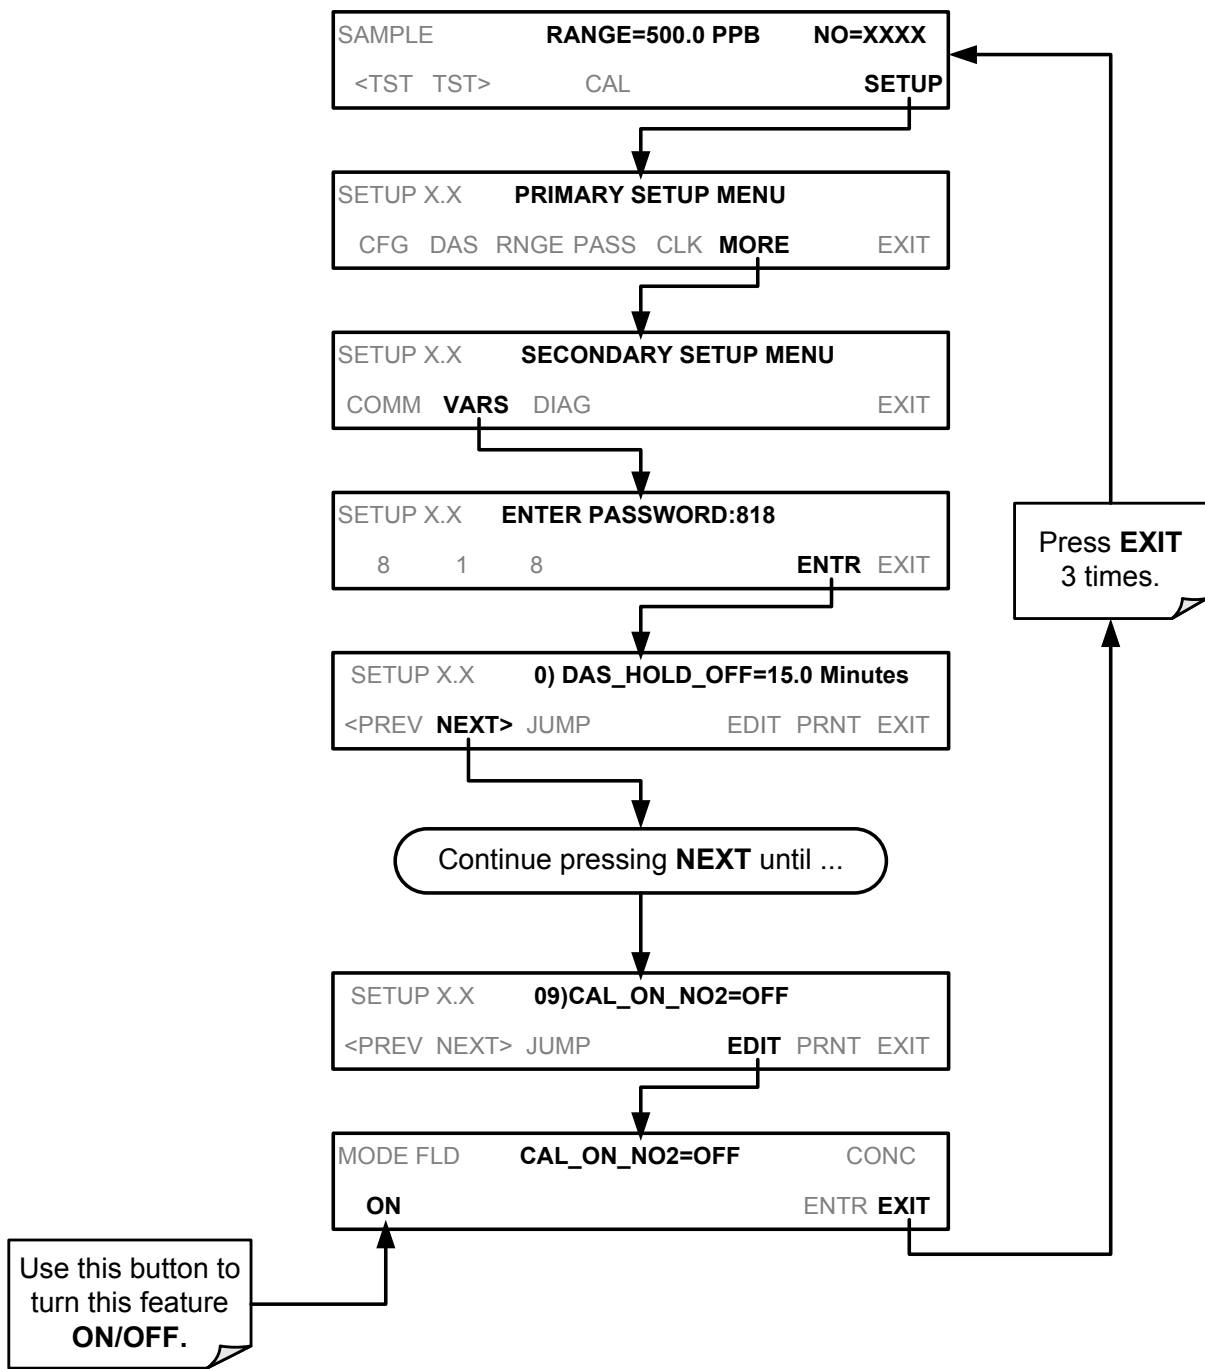 SAMPLE RANGE=500.0 PPB NO=XXXX
<TST TST> CAL SETUP
SETUP X.X PRIMARY SETUP MENU
CFG DAS RNGE PASS CLK MORE EXIT
SETUP X.X SECONDARY SETUP MENU
COMM VARS DIAG EXIT
SETUP X.X ENTER PASSWORD:818
8 1 8 ENTR EXIT
Press EXIT
3 times.
SETUP X.X 0) DAS_HOLD_OFF=15.0 Minutes
<PREV NEXT> JUMP EDIT PRNT EXIT
Continue pressing NEXT until ...
SETUP X.X 09)CAL_ON_NO2=OFF
<PREV NEXT> JUMP EDIT PRNT EXIT
MODE FLD CAL_ON_NO2=OFF CONC
ON ENTR EXIT
Use this button to
turn this feature
ON/OFF.